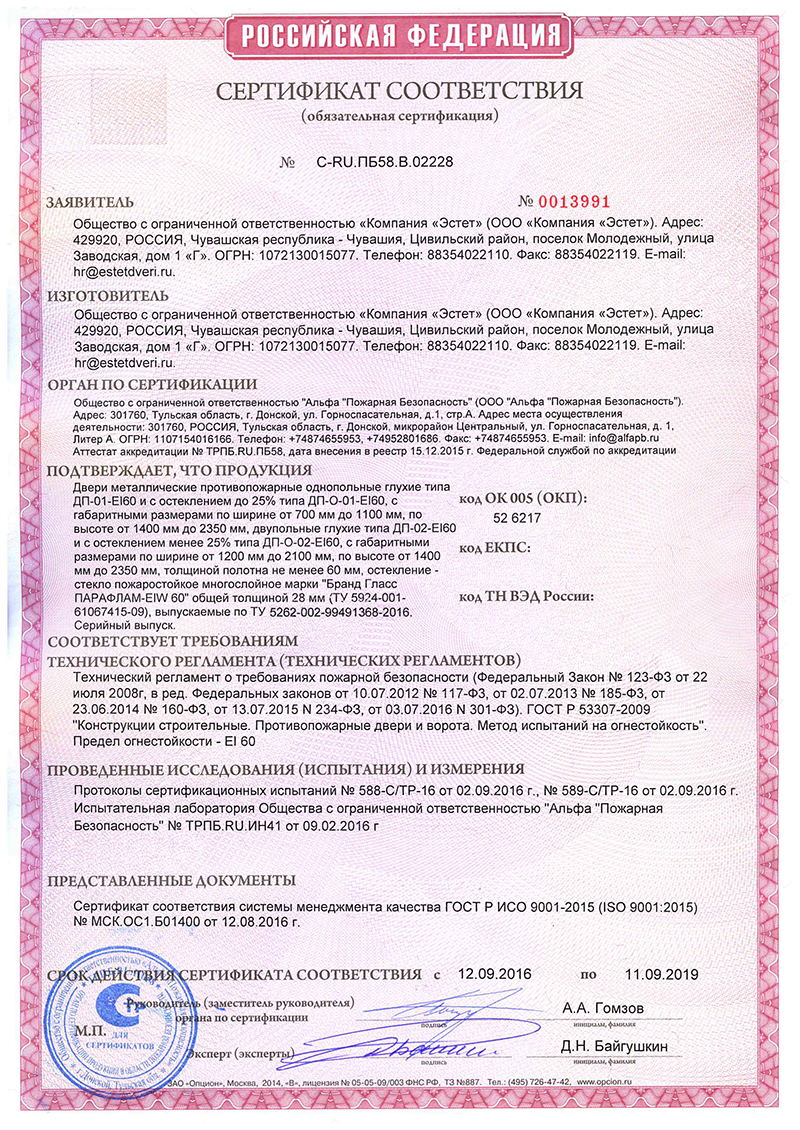 РОССИЙСКАЯ ФЕДЕРАЦИЯ
СЕРТИФИКАТ СООТВЕТСТВИЯ
(обязательная сертификация)
№ C-RU.ПБ58.В.02228
ЗАЯВИТЕЛЬ
№ 0013991
Общество с ограниченной ответственностью «Компания «Эстет» (ООО «Компания «Эстет»). Адрес:
429920, РОССИЯ, Чувашская республика - Чувашия, Цивильский район, поселок Молодежный, улица
Заводская, дом 1 «Г». ОГРН: 1072130015077. Телефон: 88354022110. Факс: 88354022119. E-mail:
hr@estetdveri.ru.
ИЗГОТОВИТЕЛЬ
Общество с ограниченной ответственностью «Компания «Эстет» (ООО «Компания «Эстет»). Адрес:
429920, РОССИЯ, Чувашская республика - Чувашия, Цивильский район, поселок Молодежный, улица
Заводская, дом 1 «Г». ОГРН: 1072130015077. Телефон: 88354022110. Факс: 88354022119. E-mail:
hr@estetdveri.ru.
ОРГАН ПО СЕРТИФИКАЦИИ
Общество с ограниченной ответственностью "Альфа "Пожарная Безопасность" (ООО "Альфа "Пожарная Безопасность").
Адрес: 301760, Тульская область, г. Донской, ул. Горноспасательная, д.1, стр.А. Адрес места осуществления
деятельности: 301760, РОССИЯ, Тульская область, г. Донской, микрорайон Центральный, ул. Горноспасательная, д. 1,
Литер А. ОГРН: 1107154016166. Телефон: +74874655953, +74952801686. Факс: +74874655953. E-mail: info@alfapb.ru
Аттестат аккредитации № ТРПБ.RU.ПБ58, дата внесения в реестр 15.12.2015 г. Федеральной службой по аккредитации
ПОДТВЕРЖДАЕТ, ЧТО ПРОДУКЦИЯ
Двери металлические противопожарные однопольные глухие типа
ДП-01-EI60 и с остеклением до 25% типа ДП-О-01-EI60, с
габаритными размерами по ширине от 700 мм до 1100 мм, по
высоте от 1400 мм до 2350 мм, двупольные глухие типа ДП-02-EI60
и с остеклением менее 25% типа ДП-О-02-EI60, с габаритными
размерами по ширине от 1200 мм до 2100 мм, по высоте от 1400
мм до 2350 мм, толщиной полотна не менее 60 мм, остекление -
стекло пожаростойкое многослойное марки "Бранд Гласс
ПАРАФЛАМ-EIW 60" общей толщиной 28 мм (ТУ 5924-001-
61067415-09), выпускаемые по ТУ 5262-002-99491368-2016.
Серийный выпуск.
код ОК 005 (ОКП):
52 6217
код ЕКПС:
код ТН ВЭД России:
СООТВЕТСТВУЕТ ТРЕБОВАНИЯМ
ТЕХНИЧЕСКОГО РЕГЛАМЕНТА (ТЕХНИЧЕСКИХ РЕГЛАМЕНТОВ)
Технический регламент о требованиях пожарной безопасности (Федеральный Закон № 123-ФЗ от 22
июля 2008г, в ред. Федеральных законов от 10.07.2012 № 117-ФЗ, от 02.07.2013 № 185-ФЗ, от
23.06.2014 № 160-ФЗ, от 13.07.2015 N 234-ФЗ, от 03.07.2016 N 301-ФЗ). ГОСТ Р 53307-2009
"Конструкции строительные. Противопожарные двери и ворота. Метод испытаний на огнестойкость".
Предел огнестойкости - EI 60
ПРОВЕДЕННЫЕ ИССЛЕДОВАНИЯ (ИСПЫТАНИЯ) И ИЗМЕРЕНИЯ
Протоколы сертификационных испытаний № 588-С/ТР-16 от 02.09.2016 г., № 589-С/ТР-16 от 02.09.2016 г.
Испытательная лаборатория Общества с ограниченной ответственностью "Альфа "Пожарная
Безопасность" № ТРПБ.RU.ИН41 от 09.02.2016 г
ПРЕДСТАВЛЕННЫЕ ДОКУМЕНТЫ
Сертификат соответствия системы менеджмента качества ГОСТ Р ИСО 9001-2015 (ISO 9001:2015)
№ МСК.ОС1.Б01400 от 12.08.2016 г.
СРОК ДЕЙСТВИЯ СЕРТИФИКАТА СООТВЕТСТВИЯ с 12.09.2016 по 11.09.2019
Руководитель (заместитель руководителя)
органа по сертификации
подпись
А.А. Гомзов
инициалы, фамилия
М.П.
ДЛЯ
СЕРТИФИКАТОВ
Эксперт (эксперты)
подпись
Д.Н. Байгушкин
инициалы, фамилия
г.Донской, Тульская обл.
ЗАО «Опцион», Москва, 2014, «В», лицензия № 05-05-09/003 ФНС РФ, ТЗ №887. Тел.: (495) 726-47-42, www.opcion.ru